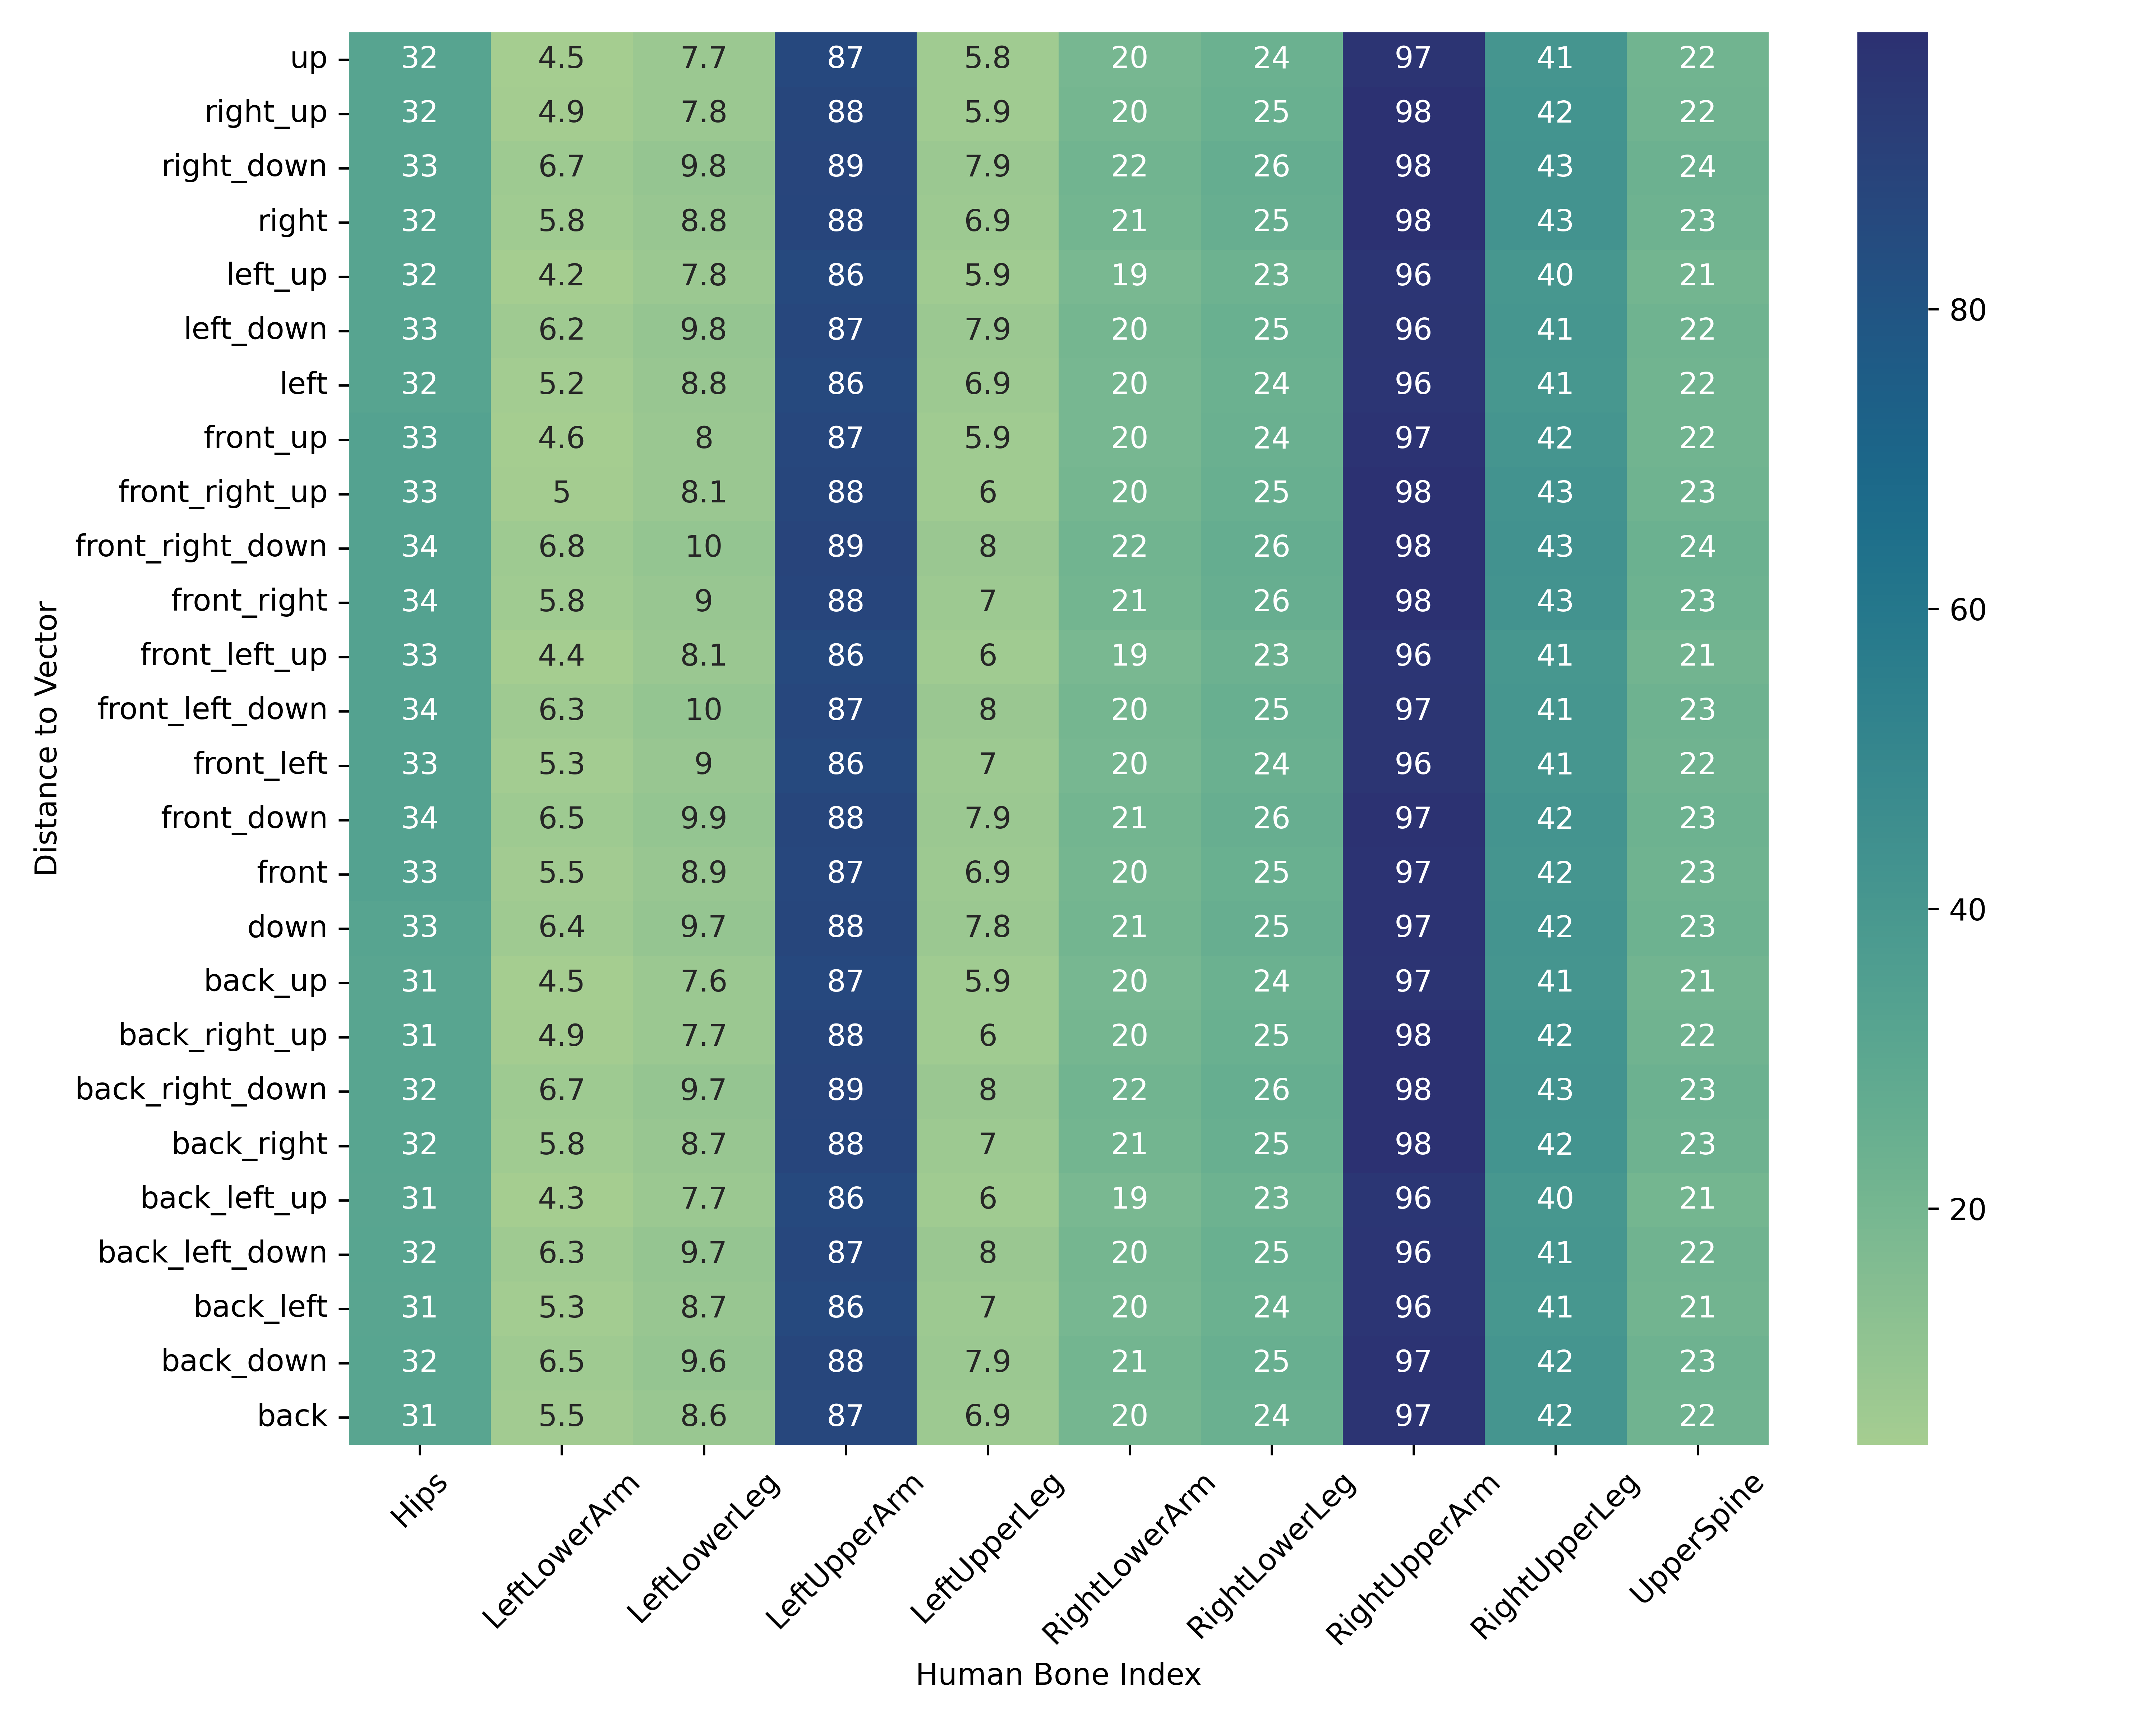 up 32 4.5 7.7 87 5.8 20 24 97 41 22
right_up 32 4.9 7.8 88 5.9 20 25 98 42 22
right_down 33 6.7 9.8 89 7.9 22 26 98 43 24
right 32 5.8 8.8 88 6.9 21 25 98 43 23
left_up 32 4.2 7.8 86 5.9 19 23 96 40 21
left_down 33 6.2 9.8 87 7.9 20 25 96 41 22
left 32 5.2 8.8 86 6.9 20 24 96 41 22
front_up 33 4.6 8 87 5.9 20 24 97 42 22
front_right_up 33 5 8.1 88 6 20 25 98 43 23
front_right_down 34 6.8 10 89 8 22 26 98 43 24
front_right 34 5.8 9 88 7 21 26 98 43 23
front_left_up 33 4.4 8.1 86 6 19 23 96 41 21
front_left_down 34 6.3 10 87 8 20 25 97 41 23
front_left 33 5.3 9 86 7 20 24 96 41 22
front_down 34 6.5 9.9 88 7.9 21 26 97 42 23
front 33 5.5 8.9 87 6.9 20 25 97 42 23
down 33 6.4 9.7 88 7.8 21 25 97 42 23
back_up 31 4.5 7.6 87 5.9 20 24 97 41 21
back_right_up 31 4.9 7.7 88 6 20 25 98 42 22
back_right_down 32 6.7 9.7 89 8 22 26 98 43 23
back_right 32 5.8 8.7 88 7 21 25 98 42 23
back_left_up 31 4.3 7.7 86 6 19 23 96 40 21
back_left_down 32 6.3 9.7 87 8 20 25 96 41 22
back_left 31 5.3 8.7 86 7 20 24 96 41 21
back_down 32 6.5 9.6 88 7.9 21 25 97 42 23
back 31 5.5 8.6 87 6.9 20 24 97 42 22
Distance to Vector
Hips LeftLowerArm LeftLowerLeg LeftUpperArm LeftUpperLeg RightLowerArm RightLowerLeg RightUpperArm RightUpperLeg UpperSpine
Human Bone Index
80
60
40
20